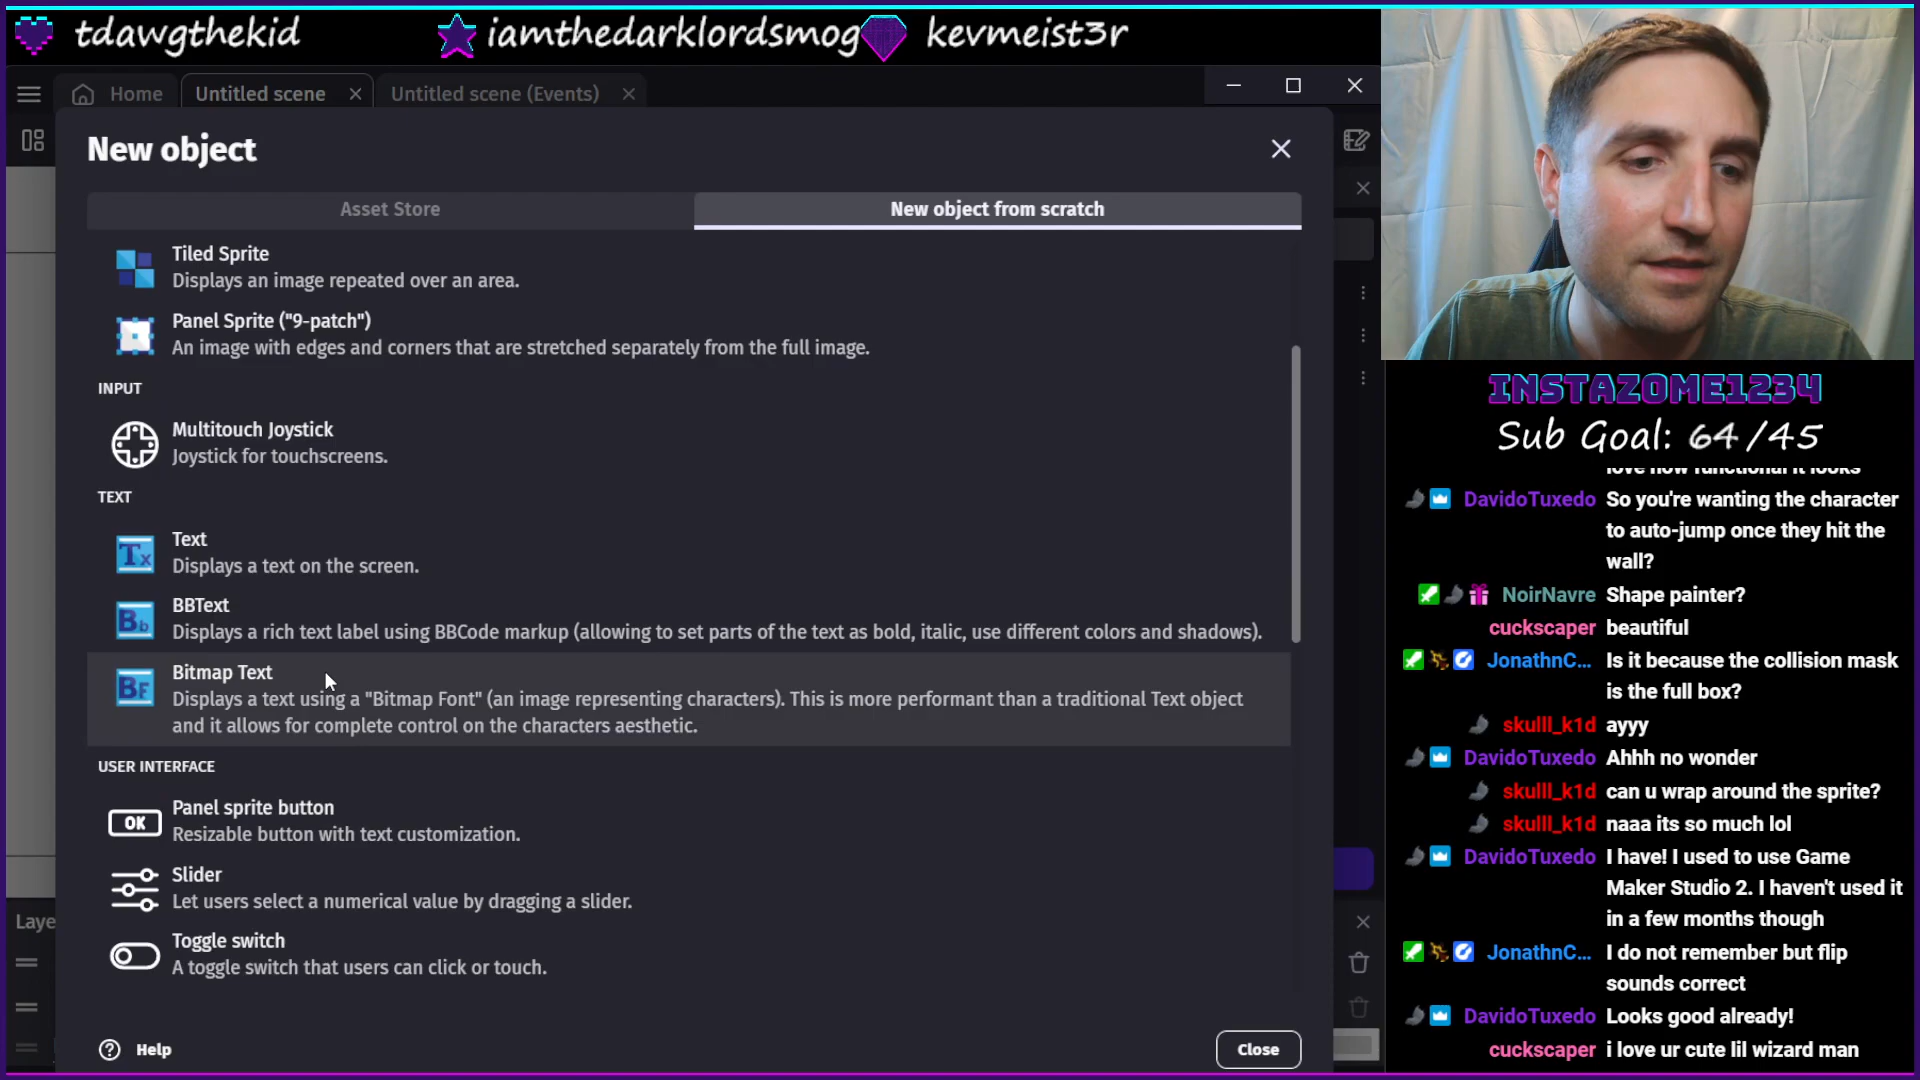 tdawgthekid iamthedarklordsmog kevmeist3r
Home Untitled scene Untitled scene (Events)
New object
Asset Store New object from scratch
Tiled Sprite
Displays an image repeated over an area.
Panel Sprite ("9-patch")
An image with edges and corners that are stretched separately from the full image.
INPUT
Multitouch Joystick
Joystick for touchscreens.
TEXT
Tx
Text
Displays a text on the screen.
Bb
BBText
Displays a rich text label using BBCode markup (allowing to set parts of the text as bold, italic, use different colors and shadows).
BF
Bitmap Text
Displays a text using a "Bitmap Font" (an image representing characters). This is more performant than a traditional Text object
and it allows for complete control on the characters aesthetic.
USER INTERFACE
OK
Panel sprite button
Resizable button with text customization.
Slider
Let users select a numerical value by dragging a slider.
Toggle switch
A toggle switch that users can click or touch.
Laye
Help
Close
INSTAZOME1234
Sub Goal: 64/45
love how functional it looks
DavidoTuxedo So you're wanting the character
to auto-jump once they hit the
wall?
NoirNavre Shape painter?
cuckscaper beautiful
JonathnC... Is it because the collision mask
is the full box?
skulll_k1d ayyy
DavidoTuxedo Ahhh no wonder
skulll_k1d can u wrap around the sprite?
skulll_k1d naaa its so much lol
DavidoTuxedo I have! I used to use Game
Maker Studio 2. I haven't used it
in a few months though
JonathnC... I do not remember but flip
sounds correct
DavidoTuxedo Looks good already!
cuckscaper i love ur cute lil wizard man